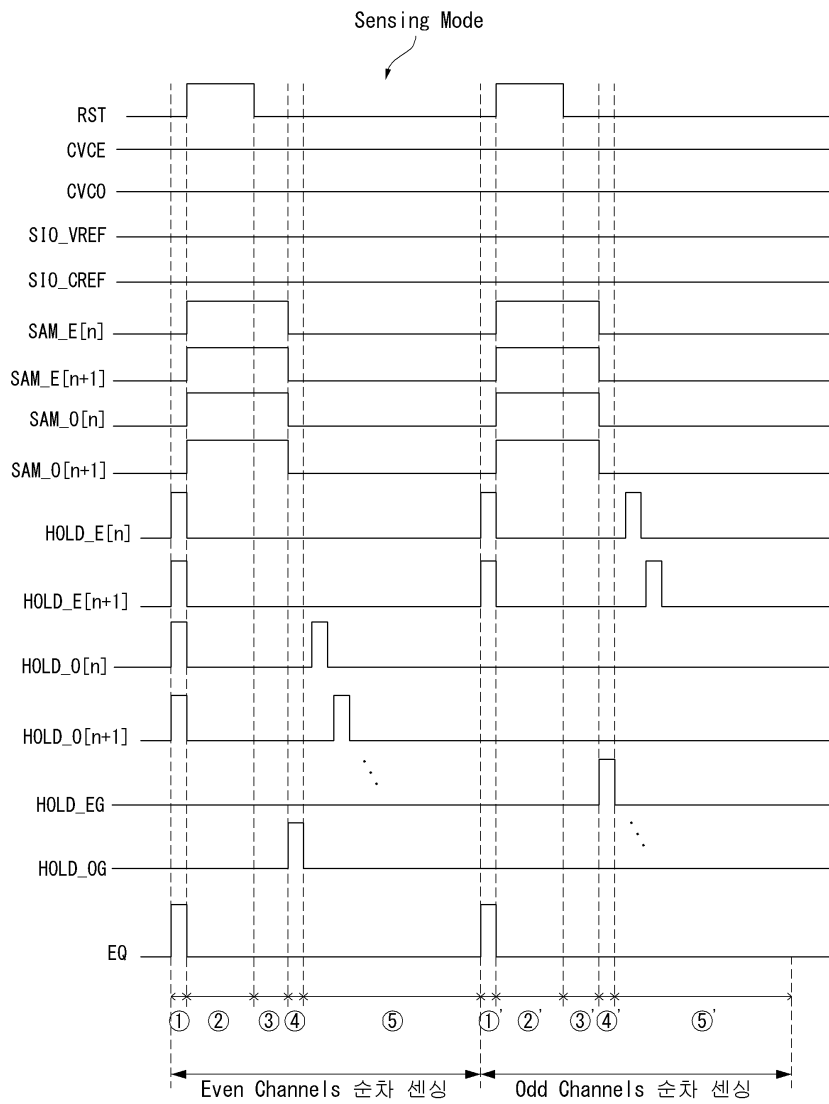 Sensing Mode
RST
CVCE
CVCO
SIO_VREF
SIO_CREF
SAM_E[n]
SAM_E[n+1]
SAM_O[n]
SAM_O[n+1]
HOLD_E[n]
HOLD_E[n+1]
HOLD_O[n]
HOLD_O[n+1]
HOLD_EG
HOLD_OG
EQ
① ② ③ ④ ⑤ ①' ②' ③' ④' ⑤'
Even Channels 순차 센싱 Odd Channels 순차 센싱